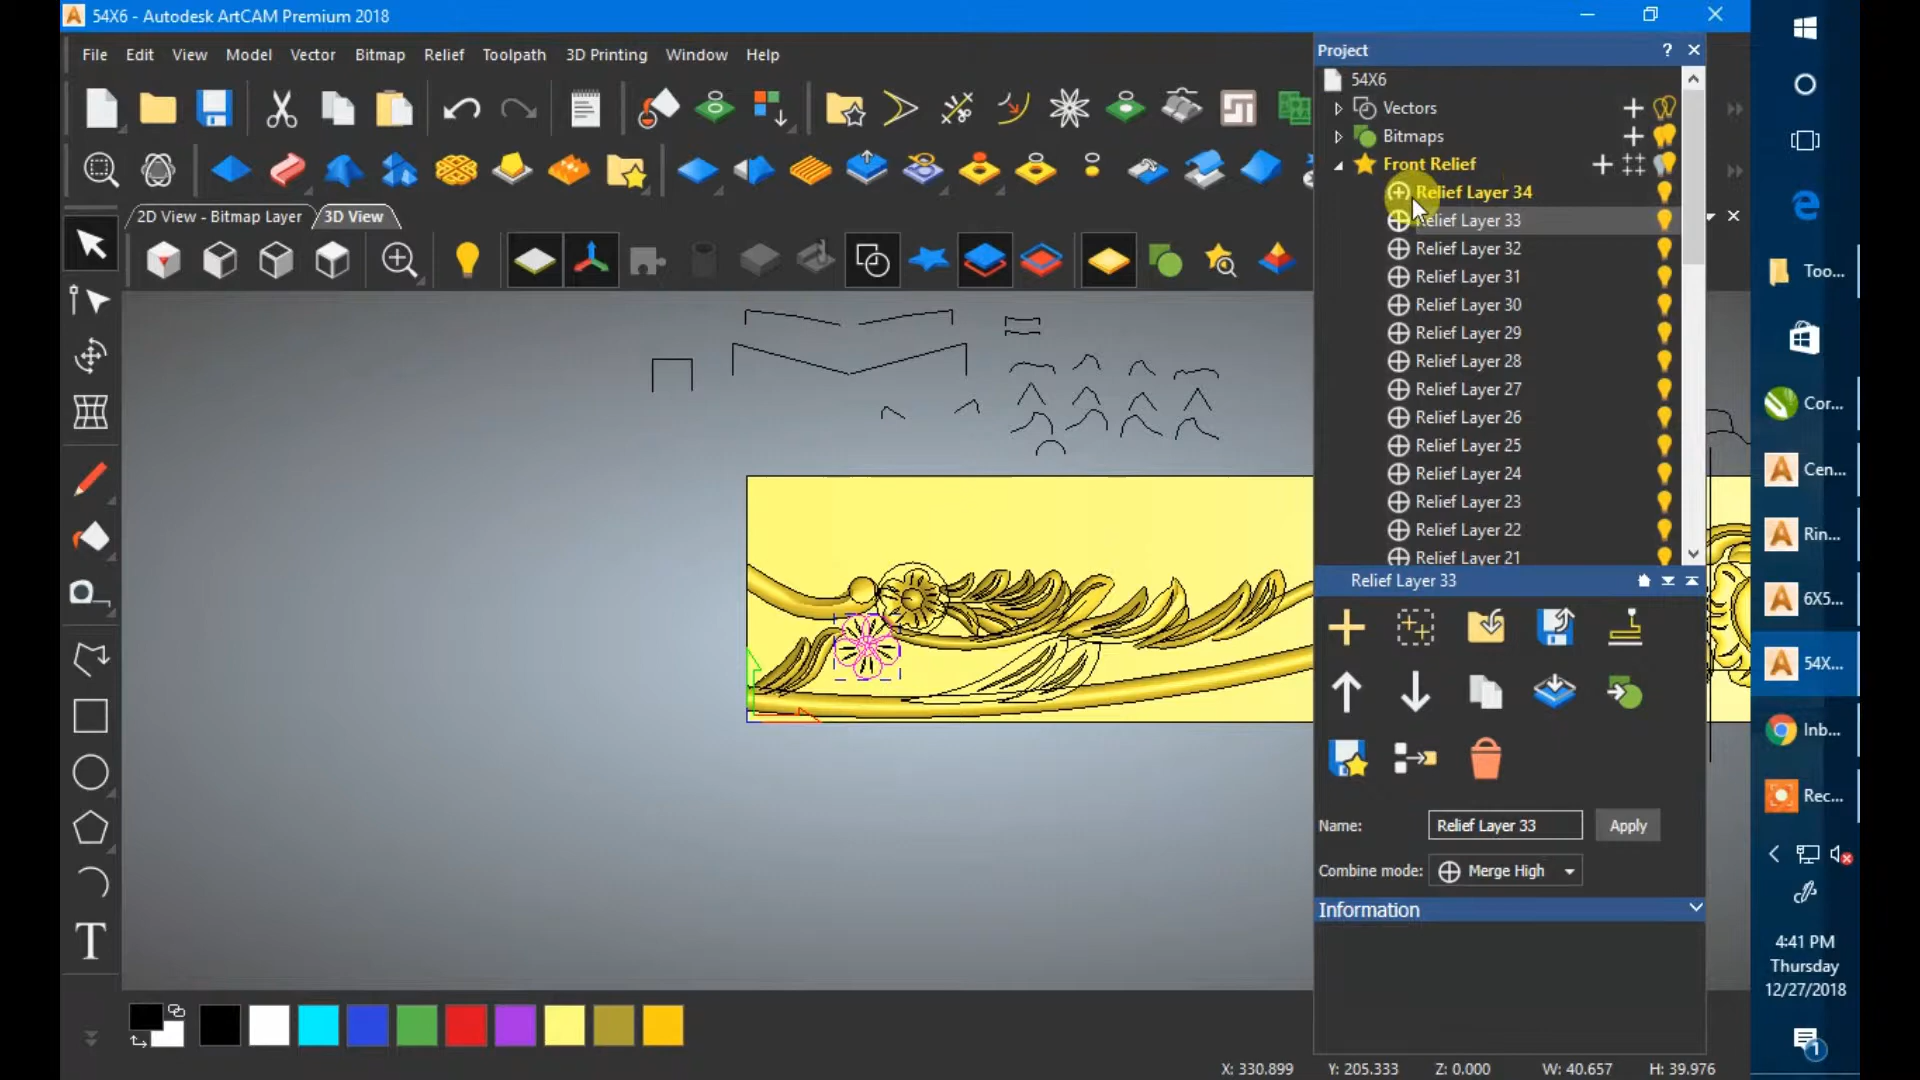 54X6 - Autodesk ArtCAM Premium 2018
File Edit View Model Vector Bitmap Relief Toolpath 3D Printing Window Help
2D View - Bitmap Layer 3D View
Project ?
54X6
Vectors
Bitmaps
Front Relief
Relief Layer 34
Relief Layer 33
Relief Layer 32
Relief Layer 31
Relief Layer 30
Relief Layer 29
Relief Layer 28
Relief Layer 27
Relief Layer 26
Relief Layer 25
Relief Layer 24
Relief Layer 23
Relief Layer 22
Relief Layer 21
Relief Layer 33
Name: Relief Layer 33 Apply
Combine mode: Merge High
Information
T
X: 330.899 Y: 205.333 Z: 0.000 W: 40.657 H: 39.976
Too...
Cor...
Cen...
Rin...
6X5...
54X...
Inb...
Rec...
4:41 PM
Thursday
12/27/2018
1